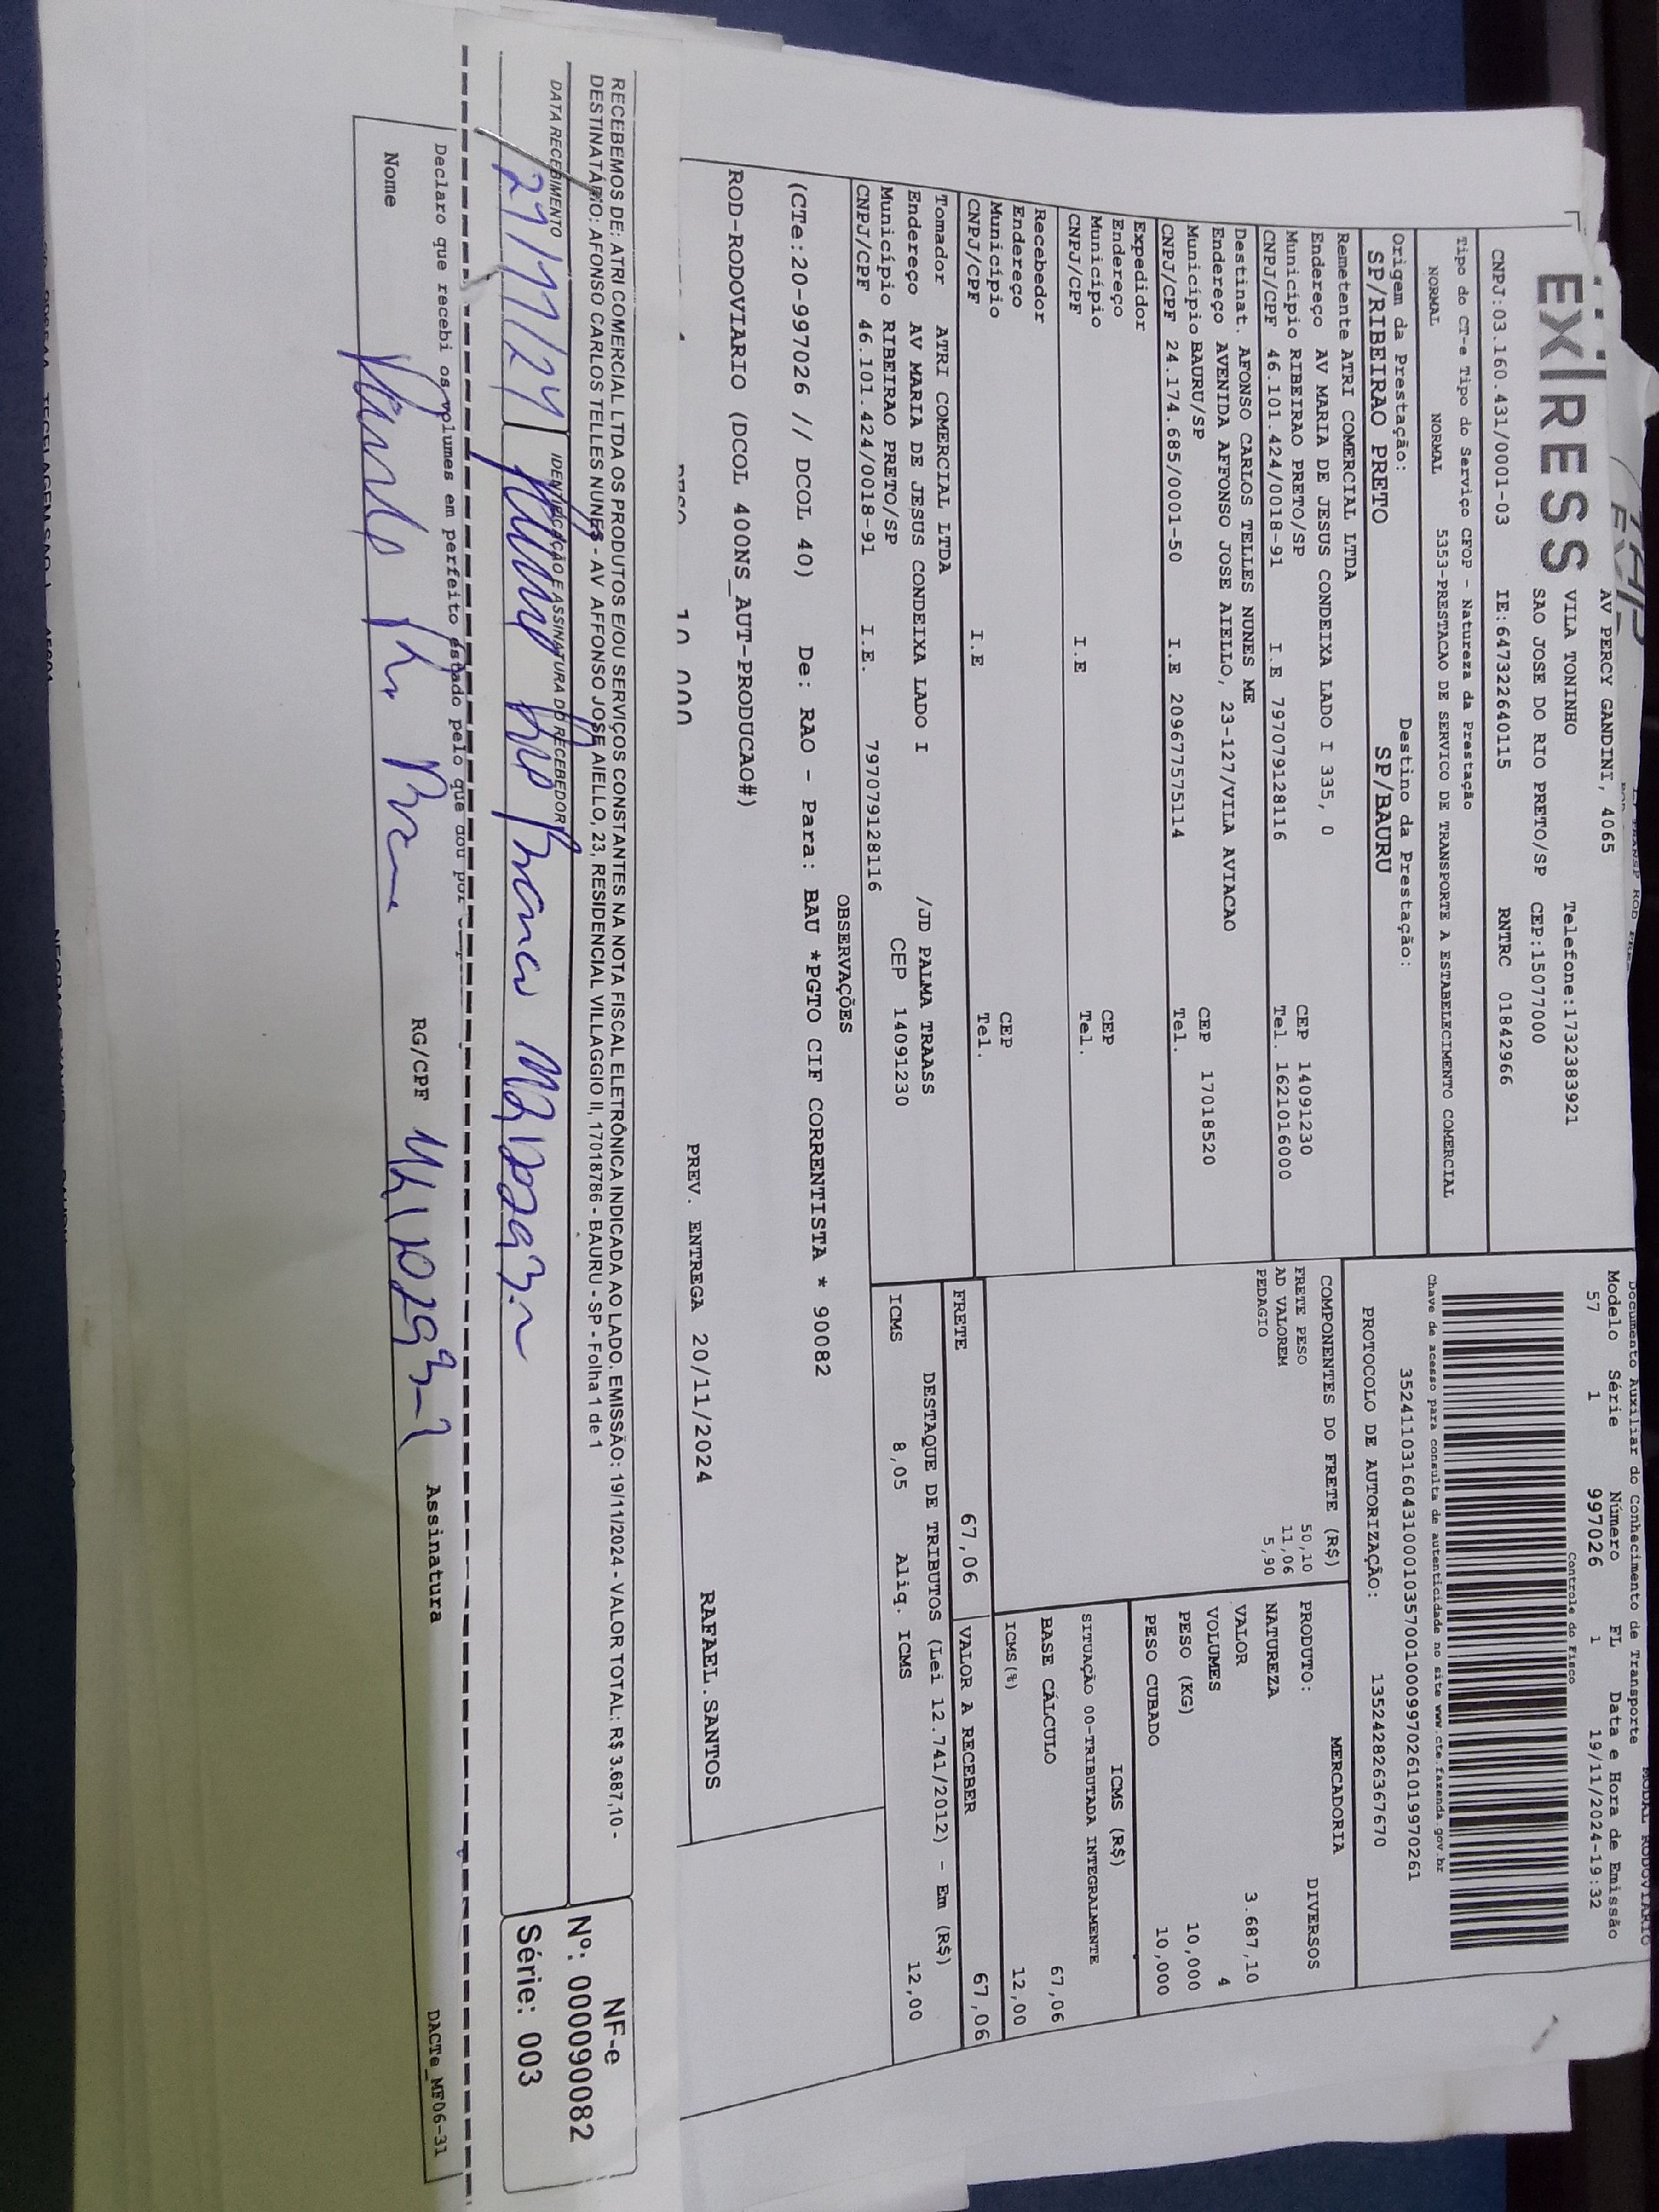 AV PERCY GANDINI, 4065
EXPRESS VILA TONINHO Telefone:1732383921
SAO JOSE DO RIO PRETO/SP CEP:15077000
CNPJ:03.160.431/0001-03 IE:647322640115 RNTRC 01842966
Tipo do CT-e Tipo do Serviço CFOP - Natureza da Prestação
NORMAL NORMAL 5353-PRESTACAO DE SERVICO DE TRANSPORTE A ESTABELECIMENTO COMERCIAL
Origem da Prestação: Destino da Prestação:
SP/RIBEIRAO PRETO SP/BAURU
Remetente ATRI COMERCIAL LTDA
Endereço AV MARIA DE JESUS CONDEIXA LADO I 335, 0
Município RIBEIRAO PRETO/SP CEP 14091230
CNPJ/CPF 46.101.424/0018-91 I.E 797079128116 Tel. 1621016000
Destinat. AFONSO CARLOS TELLES NUNES ME
Endereço AVENIDA AFFONSO JOSE AIELLO, 23-127/VILA AVIACAO
Município BAURU/SP CEP 17018520
CNPJ/CPF 24.174.685/0001-50 I.E 209677575114 Tel.
Expedidor
Endereço
Município CEP
CNPJ/CPF I.E Tel.
Recebedor
Endereço
Município CEP
CNPJ/CPF I.E Tel.
Tomador ATRI COMERCIAL LTDA
Endereço AV MARIA DE JESUS CONDEIXA LADO I /JD PALMA TRAASS
Município RIBEIRAO PRETO/SP CEP 14091230
CNPJ/CPF 46.101.424/0018-91 I.E. 797079128116
Documento Auxiliar do Conhecimento de Transporte
MODAL RODOVIARIO
Modelo Série Número FL Data e Hora de Emissão
57 1 997026 1 19/11/2024-19:32
Controle do Fisco
Chave de acesso para consulta de autenticidade no site www.cte.fazenda.gov.br
35241103160431000103570010009970261019970261
PROTOCOLO DE AUTORIZAÇÃO: 135242826367670
COMPONENTES DO FRETE (R$)
FRETE PESO 50,10
AD VALOREM 11,06
PEDAGIO 5,90
MERCADORIA
PRODUTO: DIVERSOS
NATUREZA
VALOR 3.687,10
VOLUMES 4
PESO (KG) 10,000
PESO CUBADO 10,000
ICMS (R$)
SITUAÇÃO 00-TRIBUTADA INTEGRALMENTE
BASE CÁLCULO 67,06
ICMS(%) 12,00
FRETE 67,06 VALOR A RECEBER 67,06
DESTAQUE DE TRIBUTOS (Lei 12.741/2012) - Em (R$)
ICMS 8,05 Aliq. ICMS 12,00
OBSERVAÇÕES
(CTe:20-997026 // DCOL 40) De: RAO - Para: BAU *PGTO CIF CORRENTISTA * 90082
ROD-RODOVIARIO (DCOL 400NS_AUT-PRODUCAO#)
PREV. ENTREGA 20/11/2024 RAFAEL.SANTOS
RECEBEMOS DE: ATRI COMERCIAL LTDA OS PRODUTOS E/OU SERVIÇOS CONSTANTES NA NOTA FISCAL ELETRÔNICA INDICADA AO LADO. EMISSÃO: 19/11/2024 - VALOR TOTAL: R$ 3.687,10 -
DESTINATÁRIO: AFONSO CARLOS TELLES NUNES - AV AFFONSO JOSE AIELLO, 23, RESIDENCIAL VILLAGGIO II, 17018786 - BAURU - SP - Folha 1 de 1
DATA RECEBIMENTO IDENTIFICAÇÃO E ASSINATURA DO RECEBEDOR
NF-e
Nº: 000090082
Série: 003
Declaro que recebi os volumes em perfeito estado pelo que dou por
Nome RG/CPF Assinatura
DACTe_MF06-31